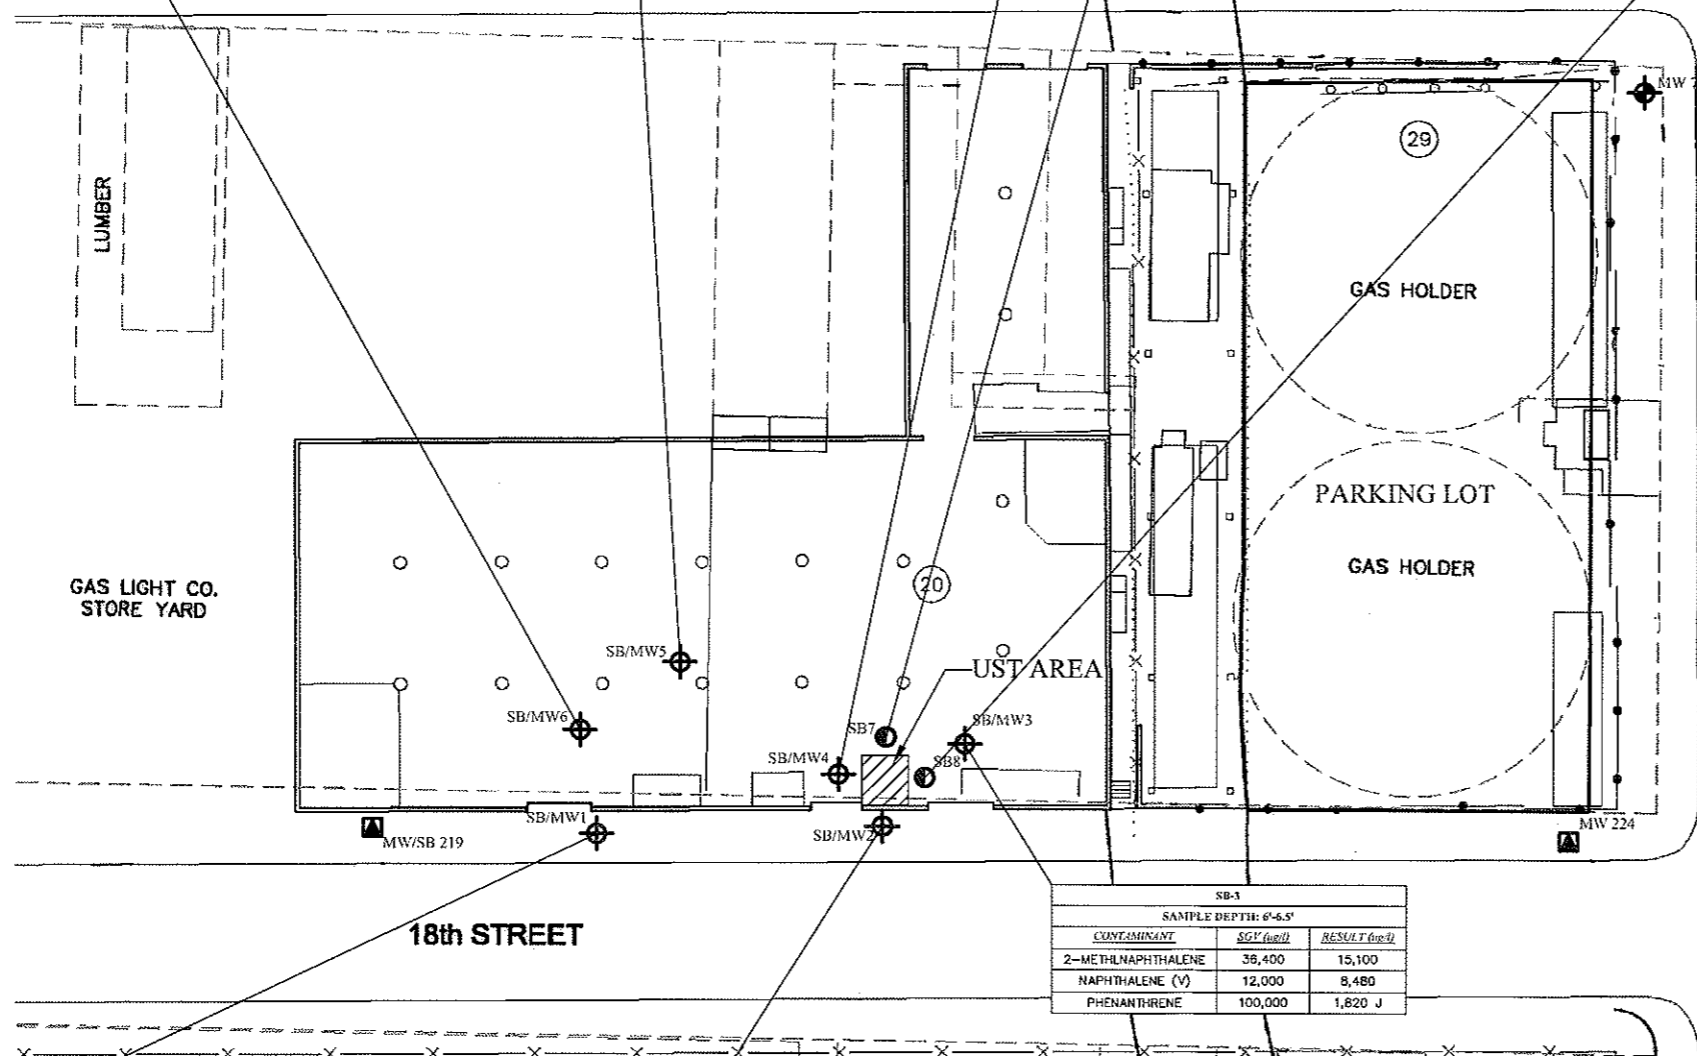 MW
29
LUMBER
GAS HOLDER
PARKING LOT
GAS HOLDER
GAS LIGHT CO.
STORE YARD
20
SB/MW5
UST AREA
SB/MW6
SB7
SB/MW3
SB/MW4
SB8
SB/MW1
SB/MW2
MW/SB 219
MW 224
18th STREET
SB-3
SAMPLE DEPTH: 6'-6.5'
CONTAMINANT SGV (ug/l) RESULT (ug/l)
2-METHLNAPHTHALENE 36,400 15,100
NAPHTHALENE (V) 12,000 8,480
PHENANTHRENE 100,000 1,820 J